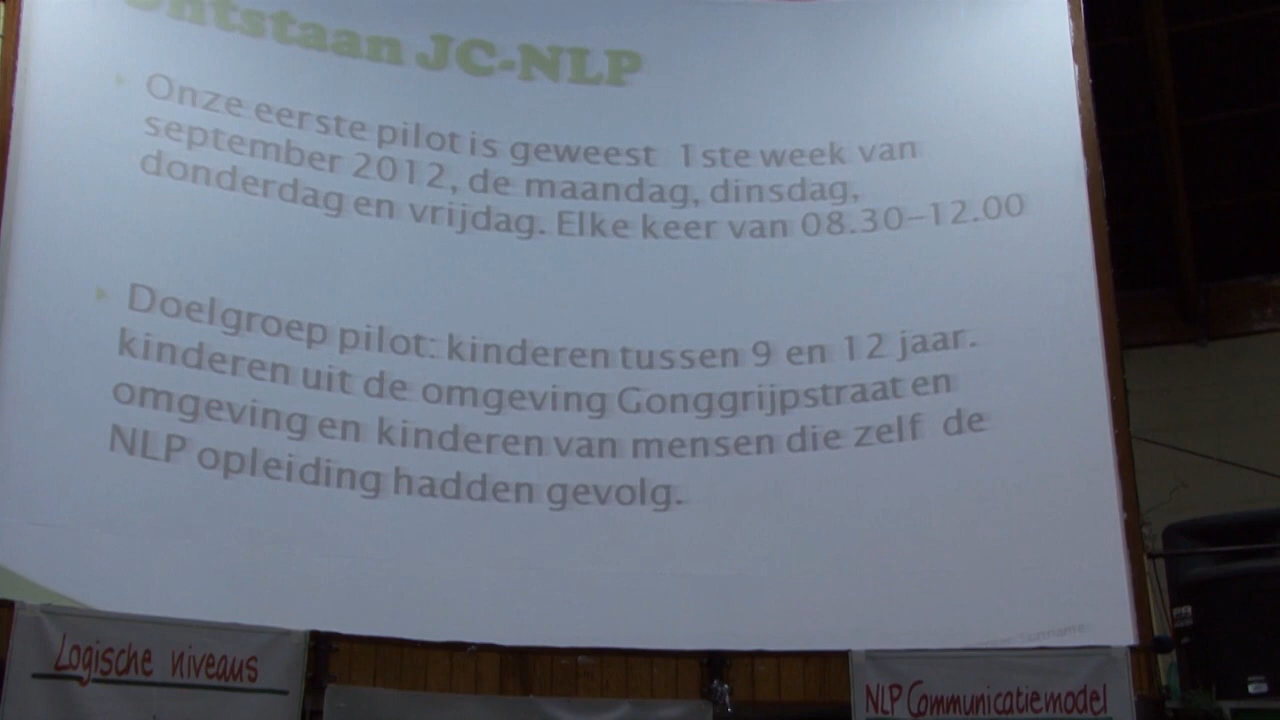 Ontstaan JC-NLP
Onze eerste pilot is geweest 1ste week van
september 2012, de maandag, dinsdag,
donderdag en vrijdag. Elke keer van 08.30-12.00
Doelgroep pilot: kinderen tussen 9 en 12 jaar.
kinderen uit de omgeving Gonggrijpstraat en
omgeving en kinderen van mensen die zelf de
NLP opleiding hadden gevolg.
Suriname
Logische niveaus
NLP Communicatiemodel